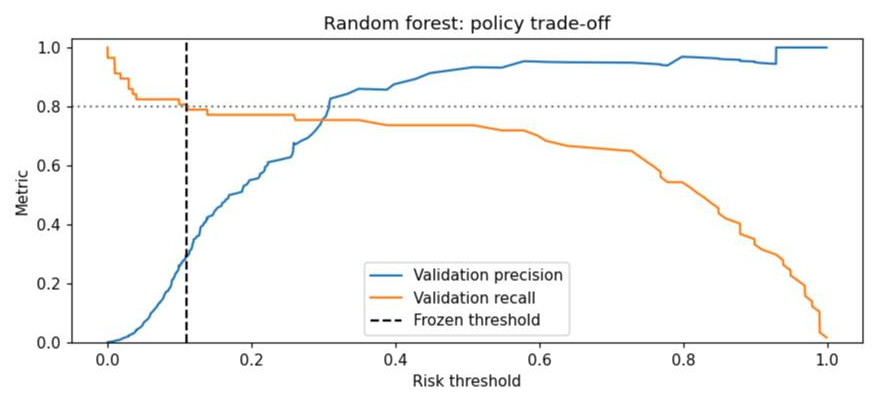 Random forest: policy trade-off
Metric
1.0
0.8
0.6
0.4
0.2
0.0
Validation precision
Validation recall
Frozen threshold
0.0 0.2 0.4 0.6 0.8 1.0
Risk threshold